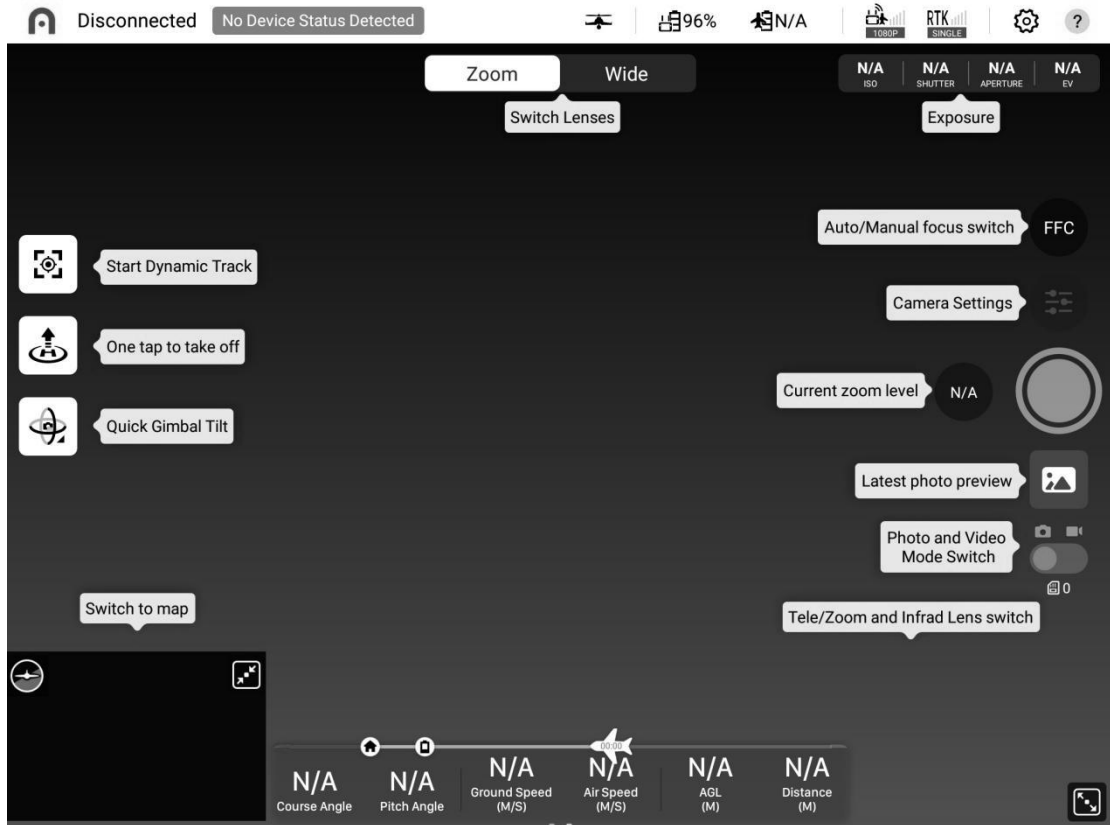 Disconnected
No Device Status Detected
96%
N/A
1080P
RTK
SINGLE
?
Zoom
Wide
N/A
ISO
N/A
SHUTTER
N/A
APERTURE
N/A
EV
Switch Lenses
Exposure
Auto/Manual focus switch
FFC
Start Dynamic Track
Camera Settings
One tap to take off
Current zoom level
N/A
Quick Gimbal Tilt
Latest photo preview
Photo and Video
Mode Switch
0
Switch to map
Tele/Zoom and Infrad Lens switch
00:00
N/A
Course Angle
N/A
Pitch Angle
N/A
Ground Speed
(M/S)
N/A
Air Speed
(M/S)
N/A
AGL
(M)
N/A
Distance
(M)